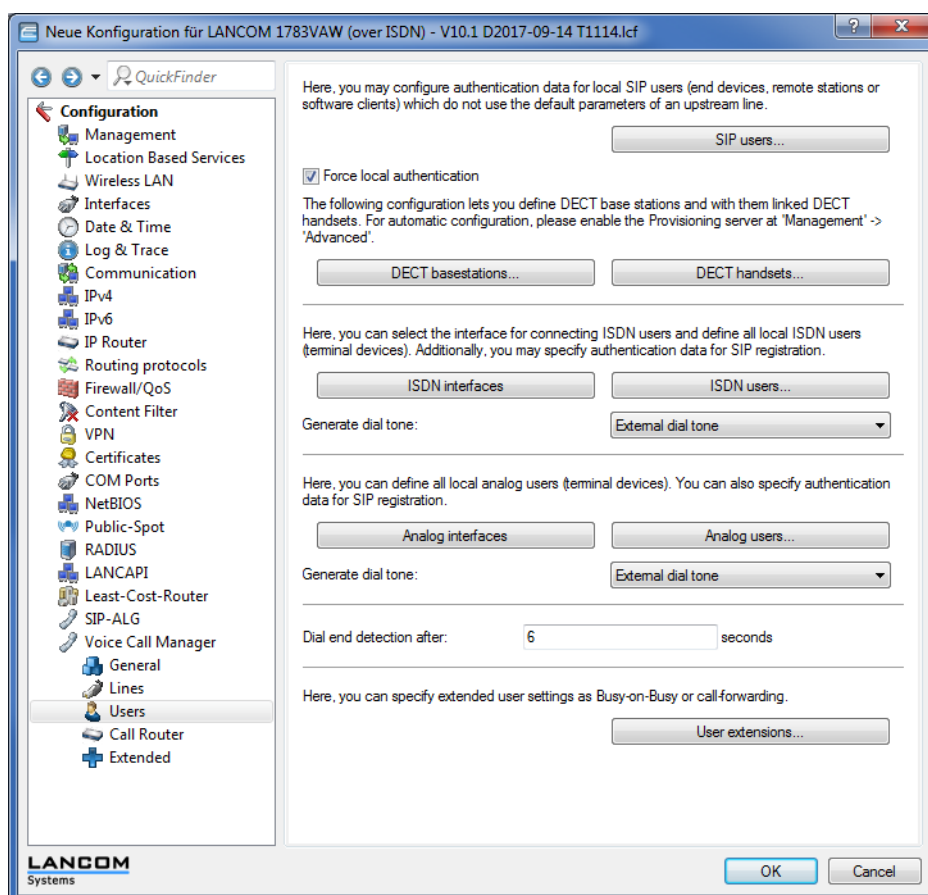 Neue Konfiguration für LANCOM 1783VAW (over ISDN) - V10.1 D2017-09-14 T1114.lcf
QuickFinder
Configuration
Management
Location Based Services
Wireless LAN
Interfaces
Date & Time
Log & Trace
Communication
IPv4
IPv6
IP Router
Routing protocols
Firewall/QoS
Content Filter
VPN
Certificates
COM Ports
NetBIOS
Public-Spot
RADIUS
LANCAPI
Least-Cost-Router
SIP-ALG
Voice Call Manager
General
Lines
Users
Call Router
Extended
Here, you may configure authentication data for local SIP users (end devices, remote stations or
software clients) which do not use the default parameters of an upstream line.
SIP users...
Force local authentication
The following configuration lets you define DECT base stations and with them linked DECT
handsets. For automatic configuration, please enable the Provisioning server at 'Management' ->
'Advanced'.
DECT basestations...
DECT handsets...
Here, you can select the interface for connecting ISDN users and define all local ISDN users
(terminal devices). Additionally, you may specify authentication data for SIP registration.
ISDN interfaces
ISDN users...
Generate dial tone:
External dial tone
Here, you can define all local analog users (terminal devices). You can also specify authentication
data for SIP registration.
Analog interfaces
Analog users...
Generate dial tone:
External dial tone
Dial end detection after:
6
seconds
Here, you can specify extended user settings as Busy-on-Busy or call-forwarding.
User extensions...
LANCOM
Systems
OK
Cancel